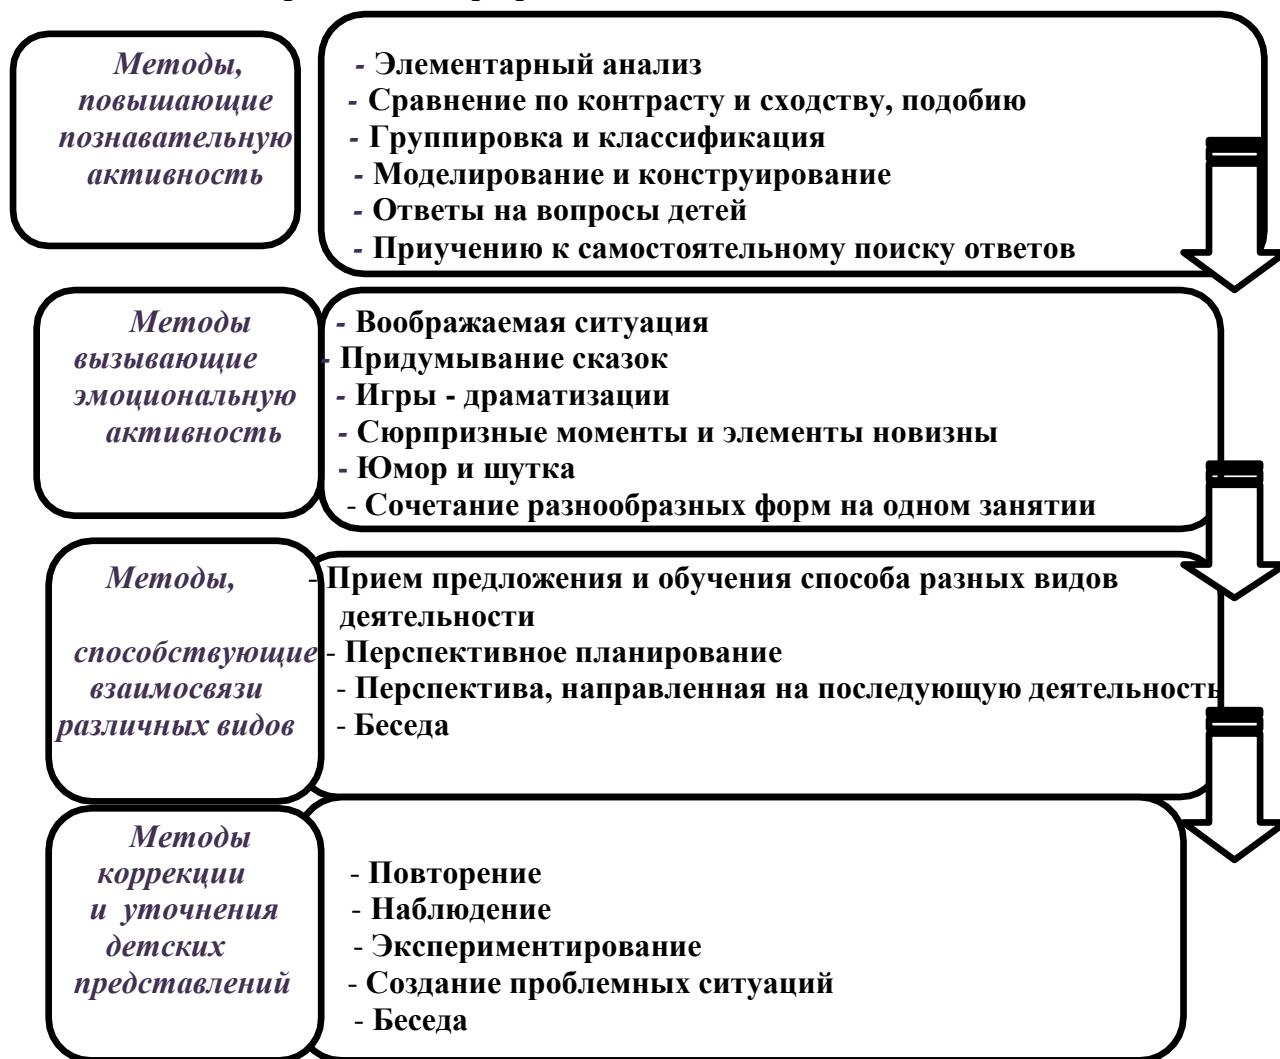 Методы,
повышающие
познавательную
активность
- Элементарный анализ
- Сравнение по контрасту и сходству, подобию
- Группировка и классификация
- Моделирование и конструирование
- Ответы на вопросы детей
- Приучению к самостоятельному поиску ответов
Методы
вызывающие
эмоциональную
активность
- Воображаемая ситуация
- Придумывание сказок
- Игры - драматизации
- Сюрпризные моменты и элементы новизны
- Юмор и шутка
- Сочетание разнообразных форм на одном занятии
Методы,
способствующие
взаимосвязи
различных видов
- Прием предложения и обучения способа разных видов
деятельности
- Перспективное планирование
- Перспектива, направленная на последующую деятельность
- Беседа
Методы
коррекции
и уточнения
детских
представлений
- Повторение
- Наблюдение
- Экспериментирование
- Создание проблемных ситуаций
- Беседа